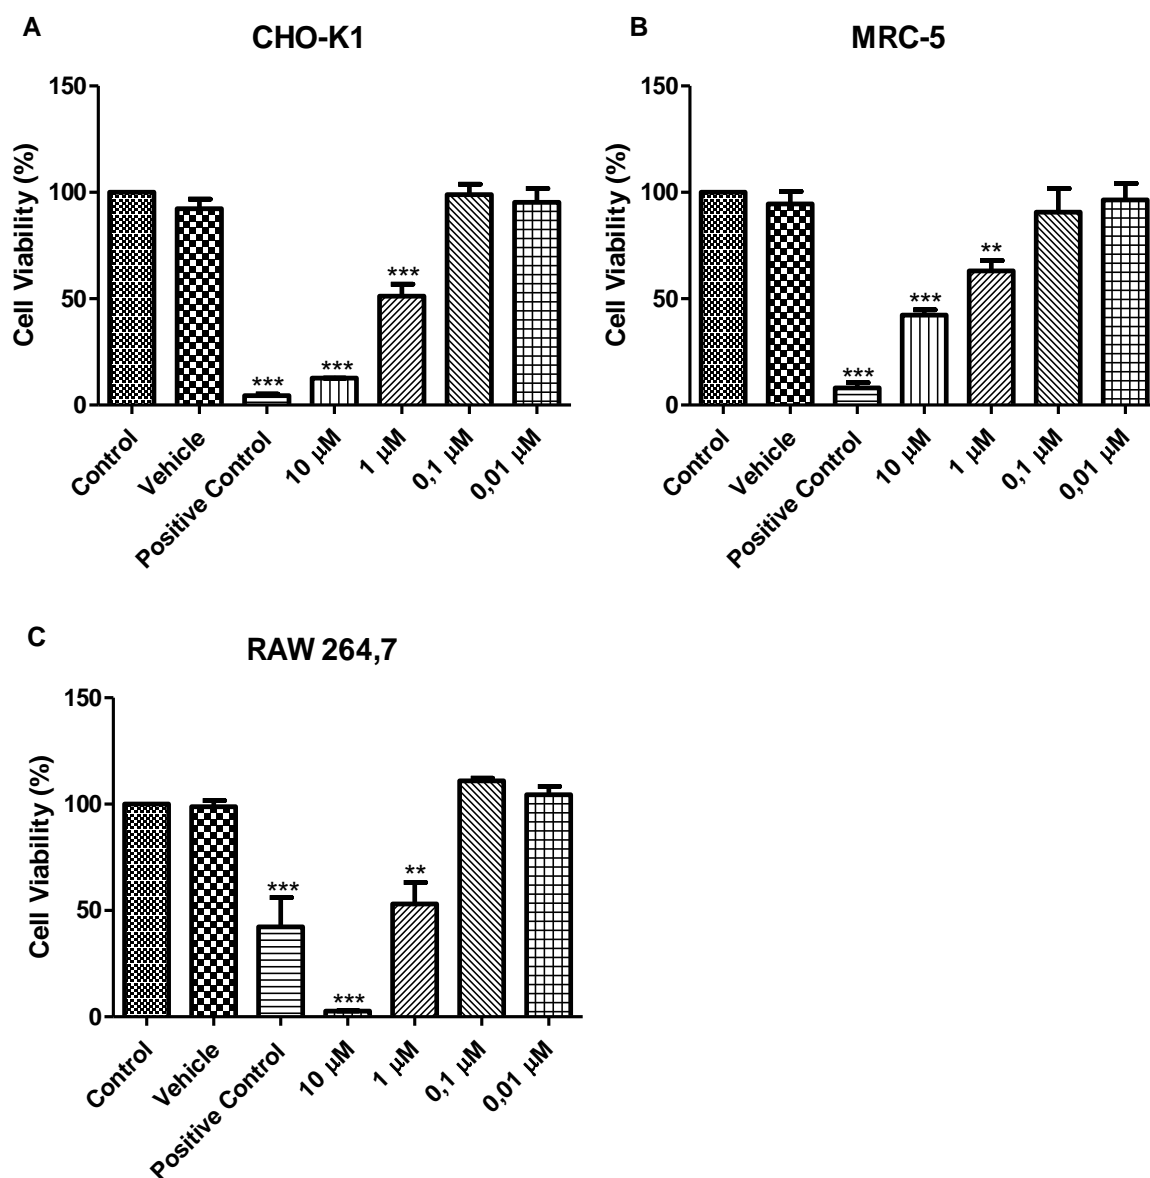 A
CHO-K1
150
100
50
0
Cell Viability (%)
***
***
***
Control
Vehicle
Positive Control
10 µM
1 µM
0,1 µM
0,01 µM
B
MRC-5
150
100
50
0
Cell Viability (%)
***
***
**
Control
Vehicle
Positive Control
10 µM
1 µM
0,1 µM
0,01 µM
C
RAW 264,7
150
100
50
0
Cell Viability (%)
***
***
**
Control
Vehicle
Positive Control
10 µM
1 µM
0,1 µM
0,01 µM